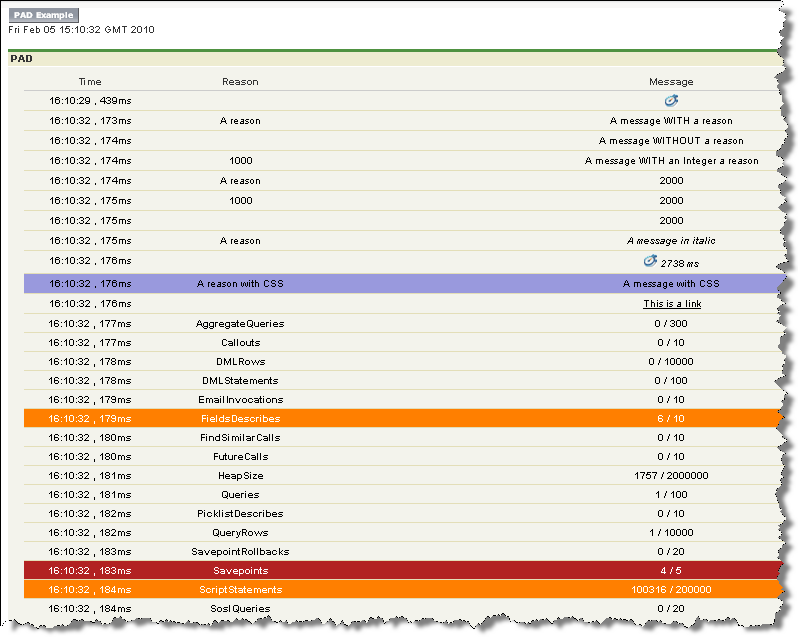 PAD Example
Fri Feb 05 15:10:32 GMT 2010
PAD
Time Reason Message
16:10:29 , 439ms
16:10:32 , 173ms A reason A message WITH a reason
16:10:32 , 174ms A message WITHOUT a reason
16:10:32 , 174ms 1000 A message WITH an Integer a reason
16:10:32 , 174ms A reason 2000
16:10:32 , 175ms 1000 2000
16:10:32 , 175ms 2000
16:10:32 , 175ms A reason A message in italic
16:10:32 , 176ms 2738 ms
16:10:32 , 176ms A reason with CSS A message with CSS
16:10:32 , 176ms This is a link
16:10:32 , 177ms AggregateQueries 0 / 300
16:10:32 , 177ms Callouts 0 / 10
16:10:32 , 178ms DMLRows 0 / 10000
16:10:32 , 178ms DMLStatements 0 / 100
16:10:32 , 179ms EmailInvocations 0 / 10
16:10:32 , 179ms FieldsDescribes 6 / 10
16:10:32 , 180ms FindSimilarCalls 0 / 10
16:10:32 , 180ms FutureCalls 0 / 10
16:10:32 , 181ms HeapSize 1757 / 2000000
16:10:32 , 181ms Queries 1 / 100
16:10:32 , 182ms PicklistDescribes 0 / 10
16:10:32 , 182ms QueryRows 1 / 10000
16:10:32 , 183ms SavepointRollbacks 0 / 20
16:10:32 , 183ms Savepoints 4 / 5
16:10:32 , 184ms ScriptStatements 100316 / 200000
16:10:32 , 184ms SoslQueries 0 / 20